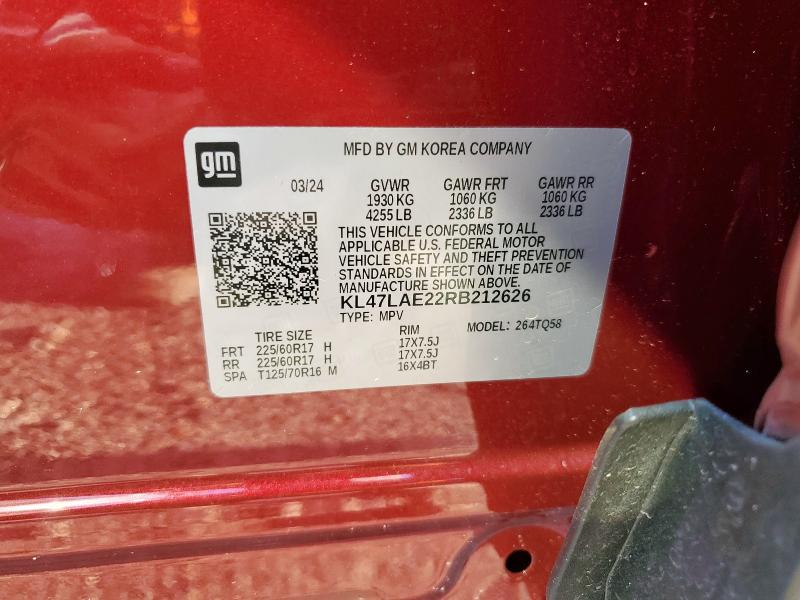 gm
MFD BY GM KOREA COMPANY
03/24 GVWR GAWR FRT GAWR RR
1930 KG 1060 KG 1060 KG
4255 LB 2336 LB 2336 LB
THIS VEHICLE CONFORMS TO ALL
APPLICABLE U.S. FEDERAL MOTOR
VEHICLE SAFETY AND THEFT PREVENTION
STANDARDS IN EFFECT ON THE DATE OF
MANUFACTURE SHOWN ABOVE.
KL47LAE22RB212626
TYPE: MPV
MODEL: 264TQ58
TIRE SIZE RIM
FRT 225/60R17 H 17X7.5J
RR 225/60R17 H 17X7.5J
SPA T125/70R16 M 16X4BT